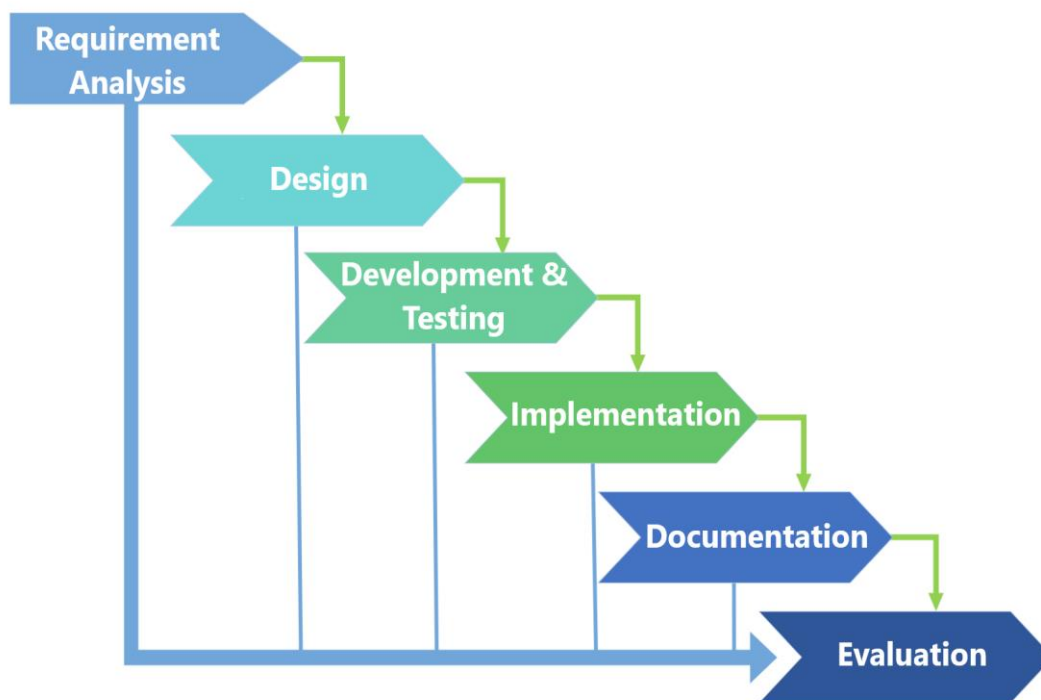 Requirement
Analysis
Design
Development &
Testing
Implementation
Documentation
Evaluation